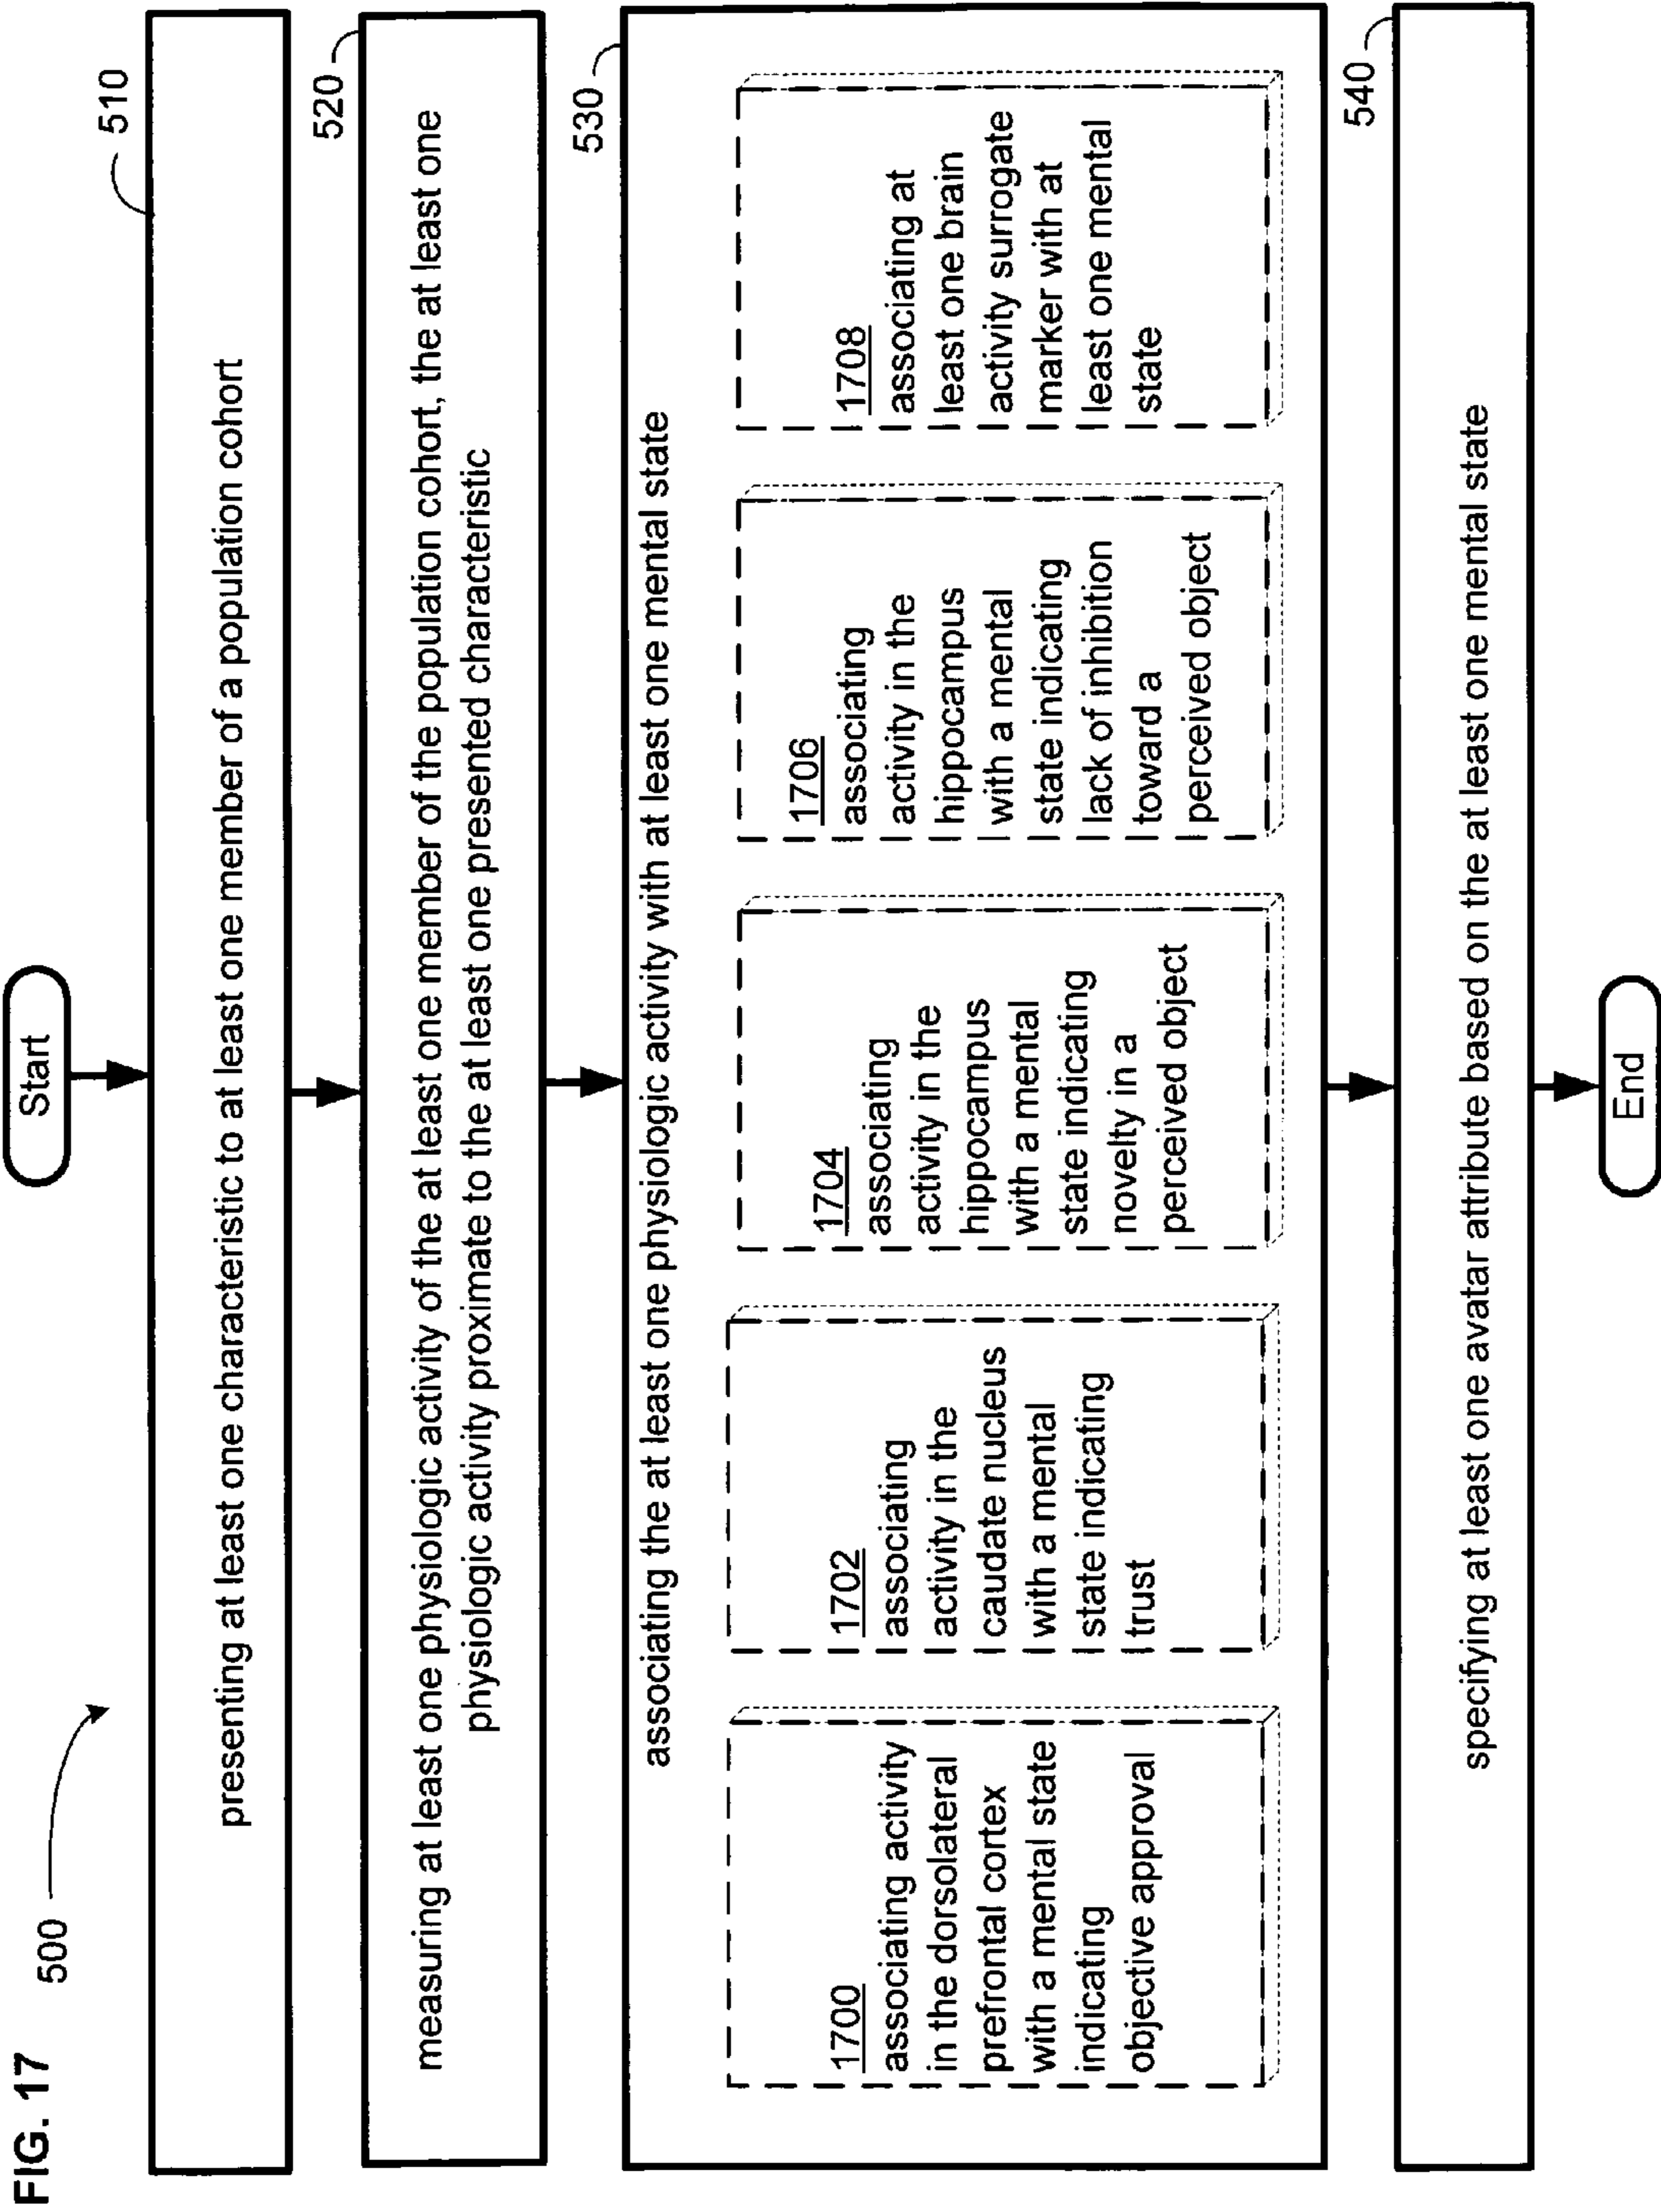 FIG. 17
500
Start
510
presenting at least one characteristic to at least one member of a population cohort
520
measuring at least one physiologic activity of the at least one member of the population cohort, the at least one
physiologic activity proximate to the at least one presented characteristic
530
associating the at least one physiologic activity with at least one mental state
1700
associating activity
in the dorsolateral
prefrontal cortex
with a mental state
indicating
objective approval
1702
associating
activity in the
caudate nucleus
with a mental
state indicating
trust
1704
associating
activity in the
hippocampus
with a mental
state indicating
novelty in a
perceived object
1706
associating
activity in the
hippocampus
with a mental
state indicating
lack of inhibition
toward a
perceived object
1708
associating at
least one brain
activity surrogate
marker with at
least one mental
state
540
specifying at least one avatar attribute based on the at least one mental state
End